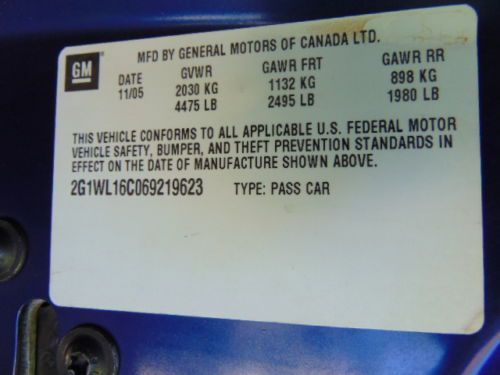 GM
MFD BY GENERAL MOTORS OF CANADA LTD.
DATE GVWR GAWR FRT GAWR RR
11/05 2030 KG 1132 KG 898 KG
4475 LB 2495 LB 1980 LB
THIS VEHICLE CONFORMS TO ALL APPLICABLE U.S. FEDERAL MOTOR
VEHICLE SAFETY, BUMPER, AND THEFT PREVENTION STANDARDS IN
EFFECT ON THE DATE OF MANUFACTURE SHOWN ABOVE.
2G1WL16C069219623 TYPE: PASS CAR